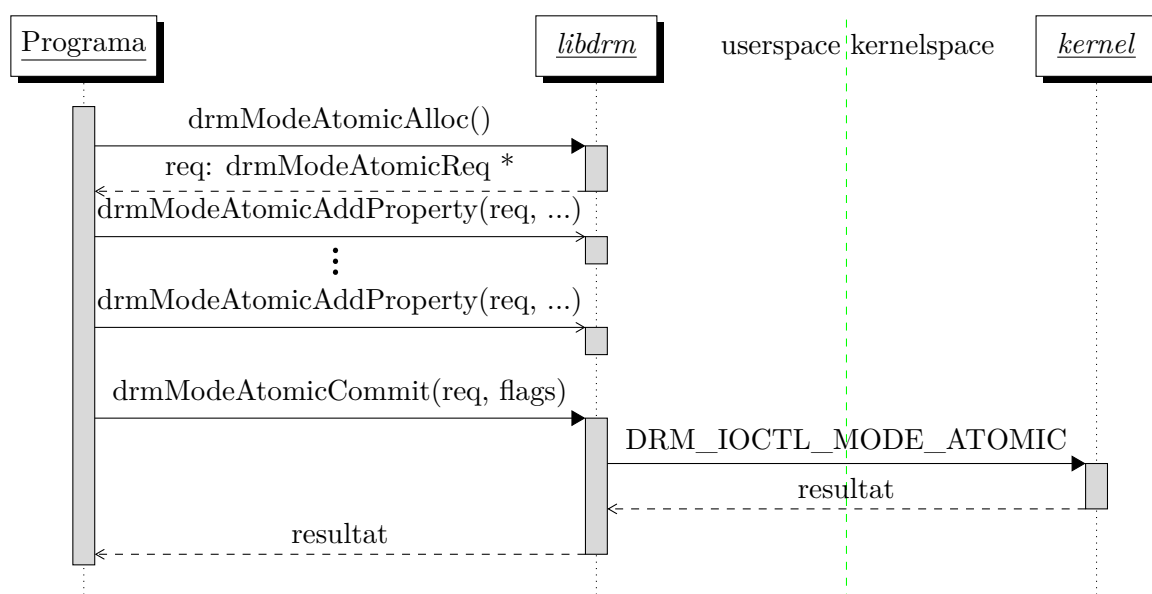 Programa
libdrm
userspace kernelspace
kernel
drmModeAtomicAlloc()
req: drmModeAtomicReq *
drmModeAtomicAddProperty(req, ...)
drmModeAtomicAddProperty(req, ...)
drmModeAtomicCommit(req, flags)
DRM_IOCTL_MODE_ATOMIC
resultat
resultat